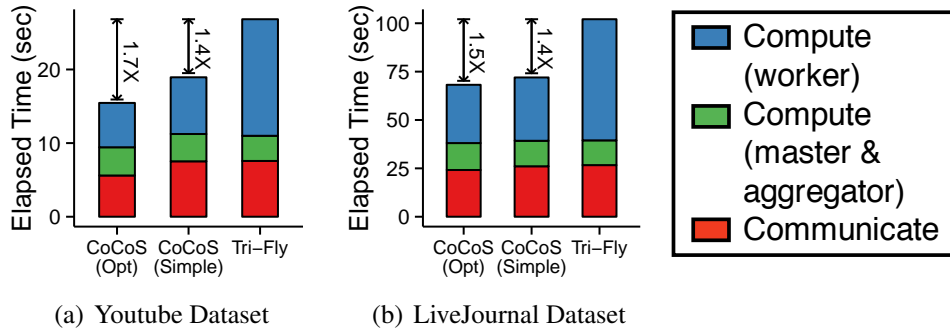 Elapsed Time (sec)
20
10
0
1.7X
1.4X
CoCoS
(Opt)
CoCoS
(Simple)
Tri−Fly
(a) Youtube Dataset
Elapsed Time (sec)
100
75
50
25
0
1.5X
1.4X
CoCoS
(Opt)
CoCoS
(Simple)
Tri−Fly
(b) LiveJournal Dataset
Compute
(worker)
Compute
(master &
aggregator)
Communicate